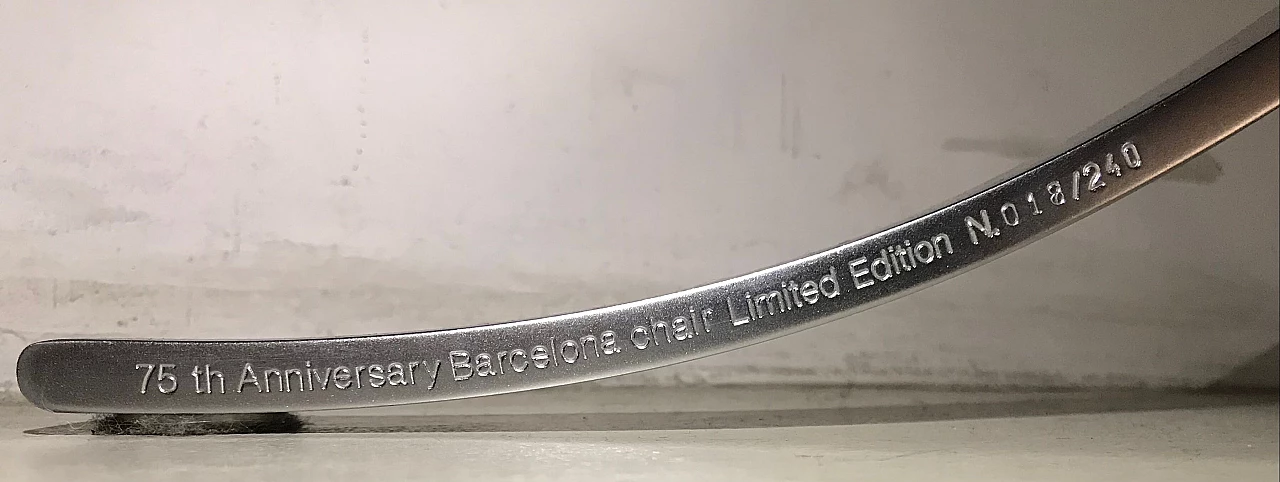 75 th Anniversary Barcelona chair Limited Edition N.018/240